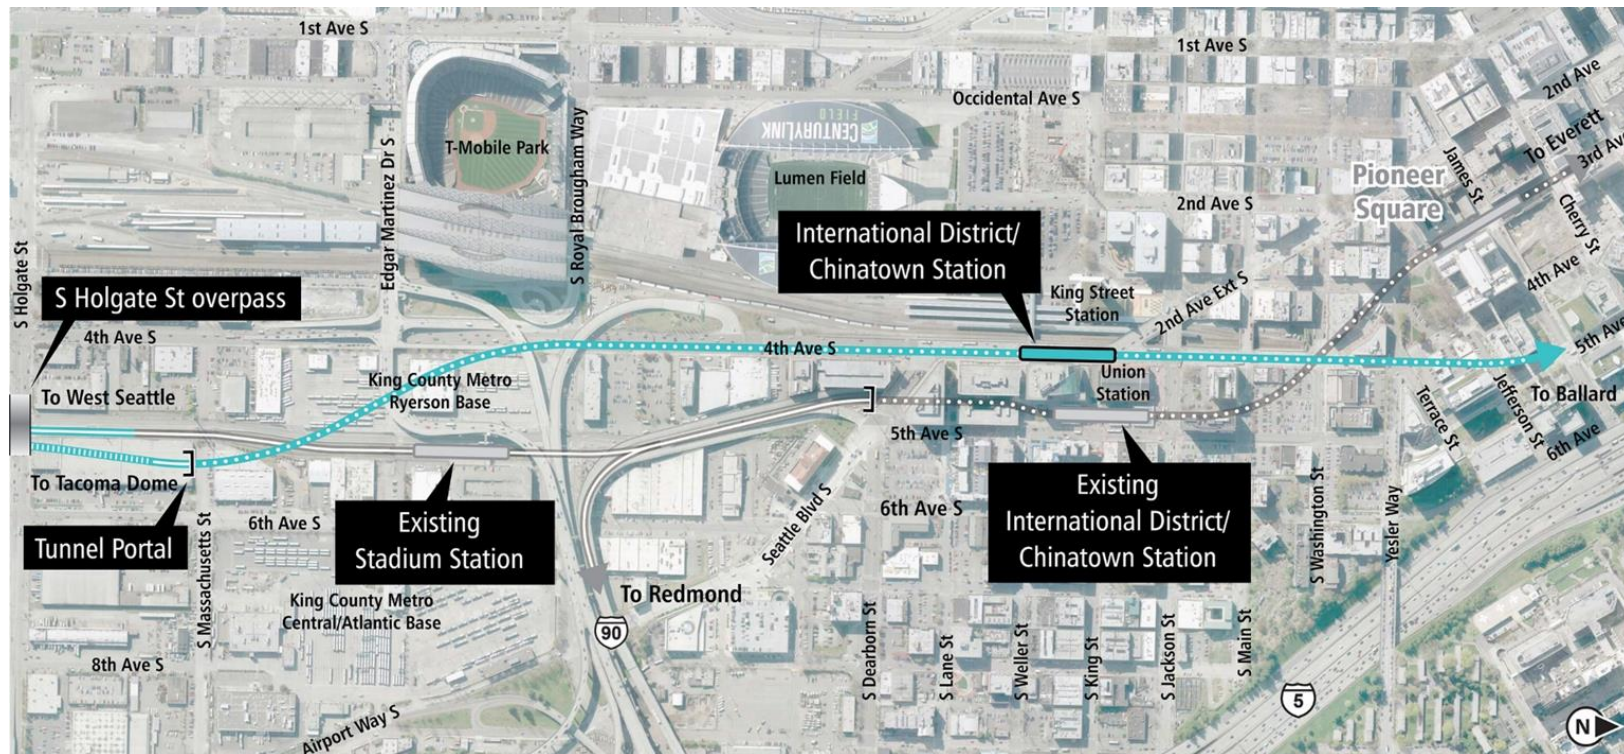 1st Ave S
1st Ave S
2nd Ave
Occidental Ave S
CENTURYLINK
FIELD
To Everett
3rd Av
T-Mobile Park
S Royal Brougham Way
Edgar Martinez Dr S
Lumen Field
James St
Pioneer
Square
2nd Ave S
Cherry St
International District/
Chinatown Station
S Holgate St
S Holgate St overpass
King Street
Station
2nd Ave Ext S
4th Ave
5th Ave
4th Ave S
4th Ave S
King County Metro
Ryerson Base
Union
Station
To West Seattle
Terrace St
Jefferson St
To Ballard
6th Ave
5th Ave S
To Tacoma Dome
Tunnel Portal
S Massachusetts St
6th Ave S
Existing
Stadium Station
Seattle Blvd S
6th Ave S
Existing
International District/
Chinatown Station
S Washington St
Yesler Way
To Redmond
King County Metro
Central/Atlantic Base
90
8th Ave S
S Dearborn St
S Lane St
S Weller St
S King St
S Jackson St
S Main St
5
Airport Way S
N